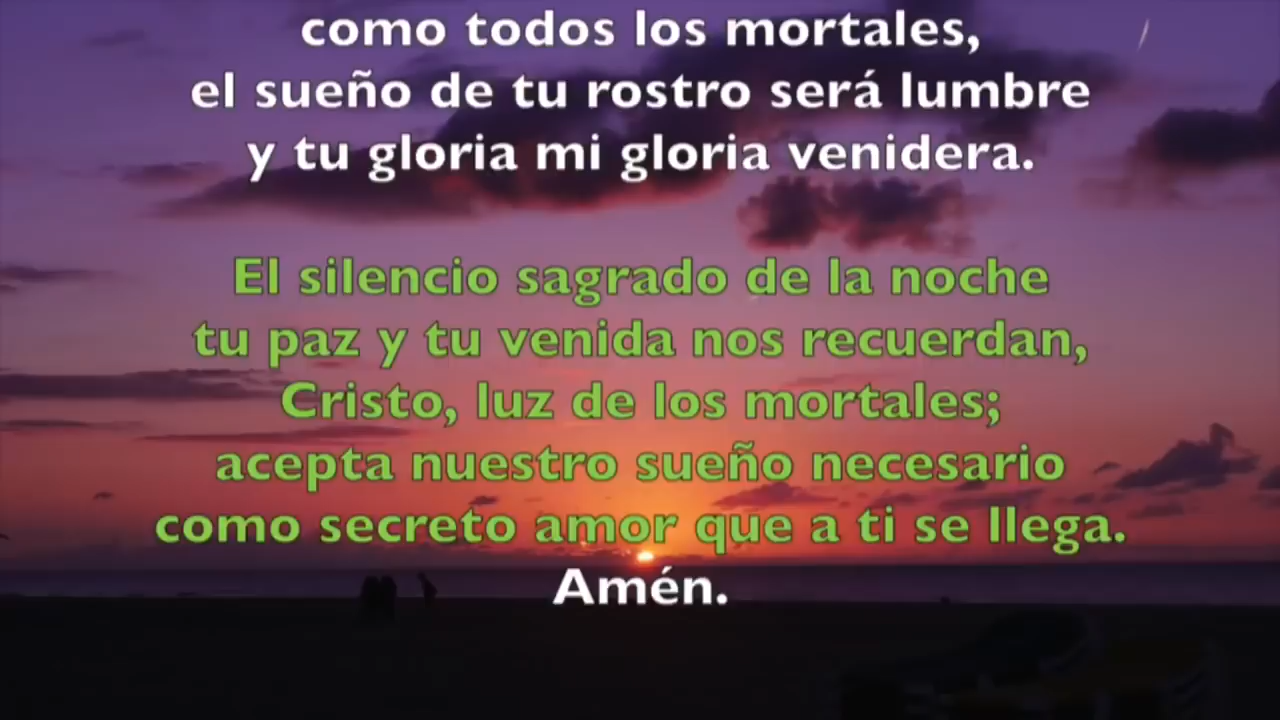 como todos los mortales,
el sueño de tu rostro será lumbre
y tu gloria mi gloria venidera.
El silencio sagrado de la noche
tu paz y tu venida nos recuerdan,
Cristo, luz de los mortales;
acepta nuestro sueño necesario
como secreto amor que a ti se llega.
Amén.